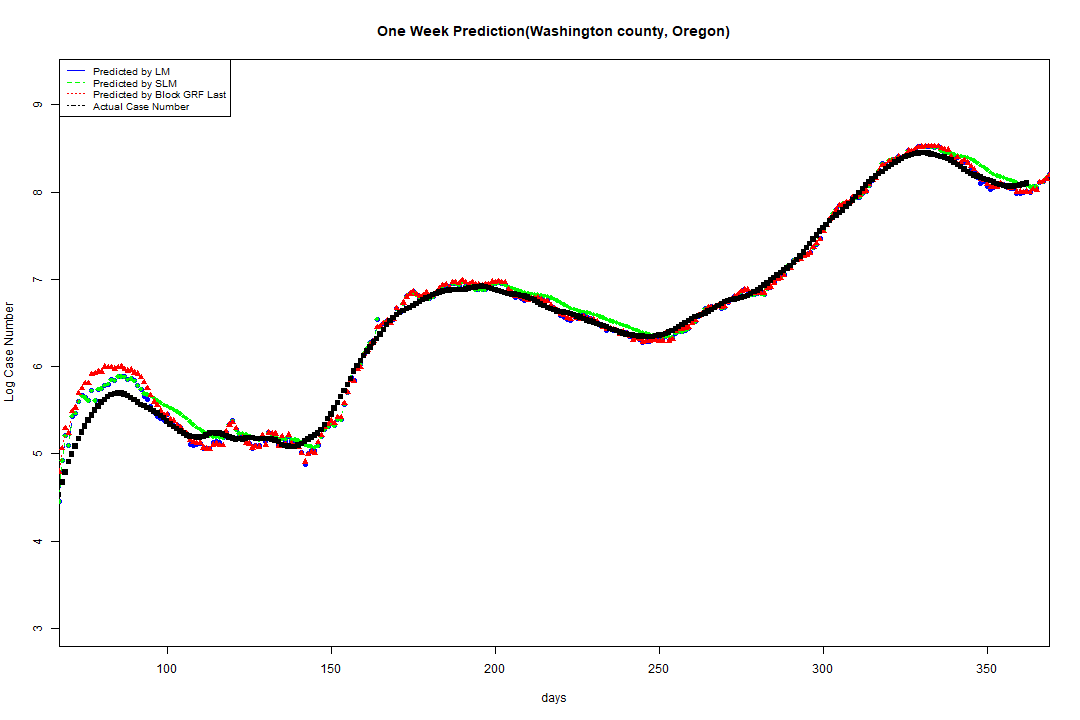 One Week Prediction(Washington county, Oregon)
Predicted by LM
Predicted by SLM
Predicted by Block GRF Last
Actual Case Number
9
8
7
6
5
4
3
Log Case Number
100 150 200 250 300 350
days